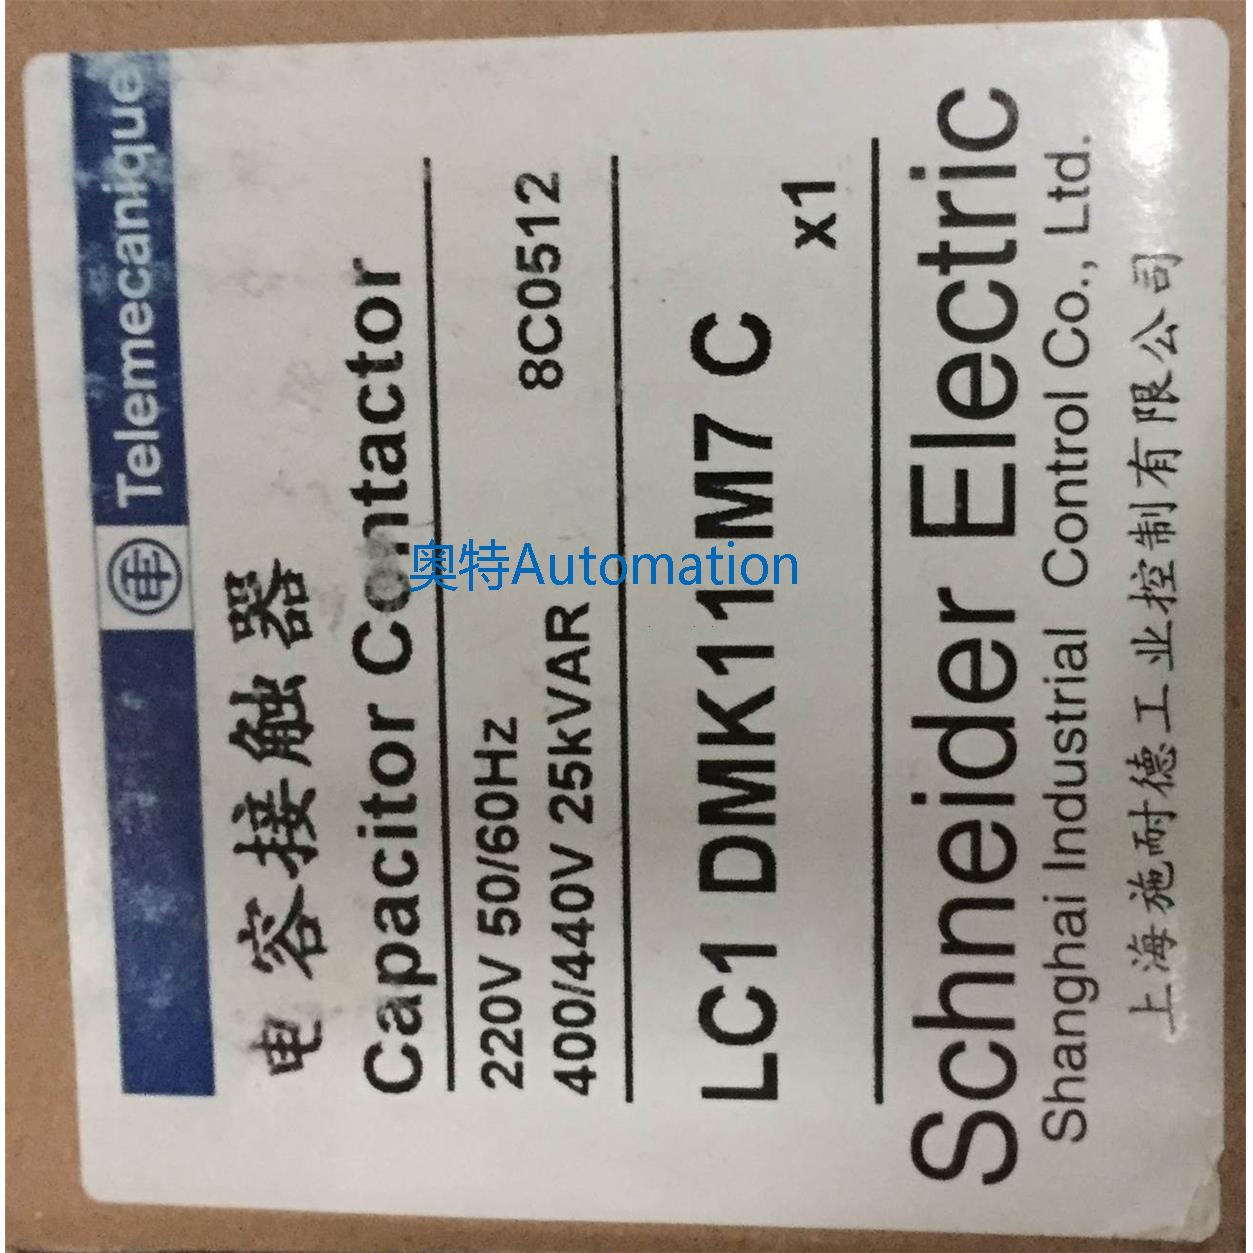 Telemecanique
电容接触器
Capacitor Contactor
220V 50/60Hz
400/440V 25kVAR 8C0512
LC1 DMK11M7 C
x1
Schneider Electric
Shanghai Industrial Control Co., Ltd.
上海施耐德工业控制有限公司
奥特Automation